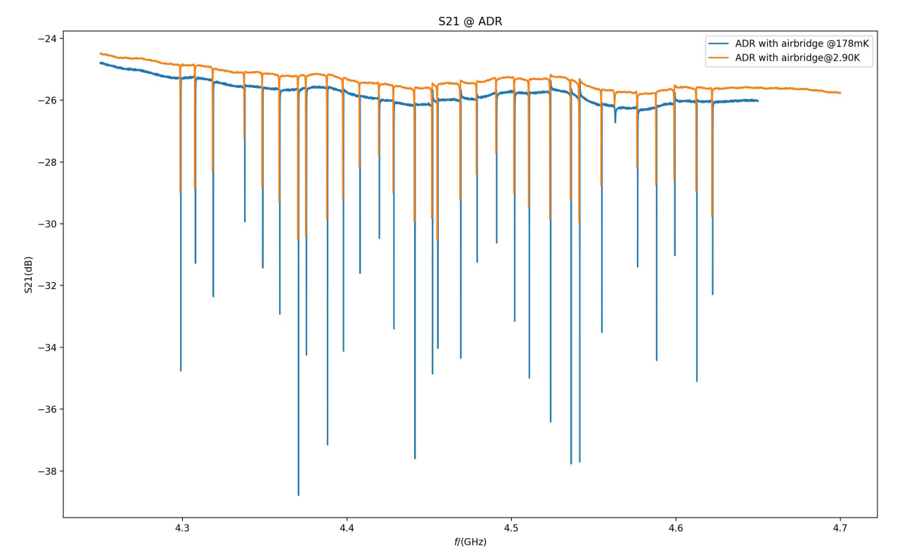 S21 @ ADR
ADR with airbridge @178mK
ADR with airbridge@2.90K
S21(dB)
−24
−26
−28
−30
−32
−34
−36
−38
4.3
4.4
4.5
4.6
4.7
f/(GHz)